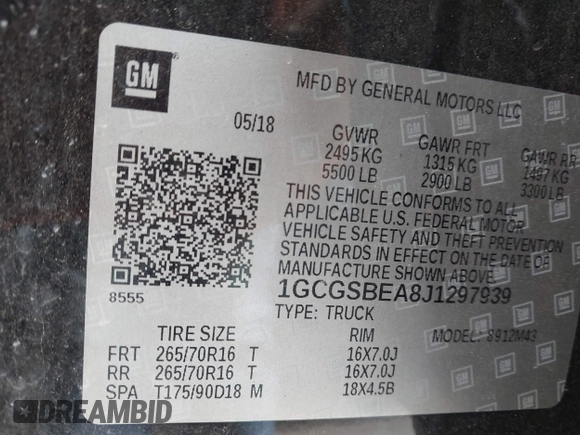 GM
MFD BY GENERAL MOTORS LLC
05/18
GVWR GAWR FRT GAWR RR
2495 KG 1315 KG 1497 KG
5500 LB 2900 LB 3300 LB
THIS VEHICLE CONFORMS TO ALL
APPLICABLE U.S. FEDERAL MOTOR
VEHICLE SAFETY AND THEFT PREVENTION
STANDARDS IN EFFECT ON THE DATE OF
MANUFACTURE SHOWN ABOVE.
8555
1GCGSBEA8J1297939
TYPE: TRUCK MODEL: 8912M43
TIRE SIZE RIM
FRT 265/70R16 T 16X7.0J
RR 265/70R16 T 16X7.0J
SPA T175/90D18 M 18X4.5B
DREAMBID